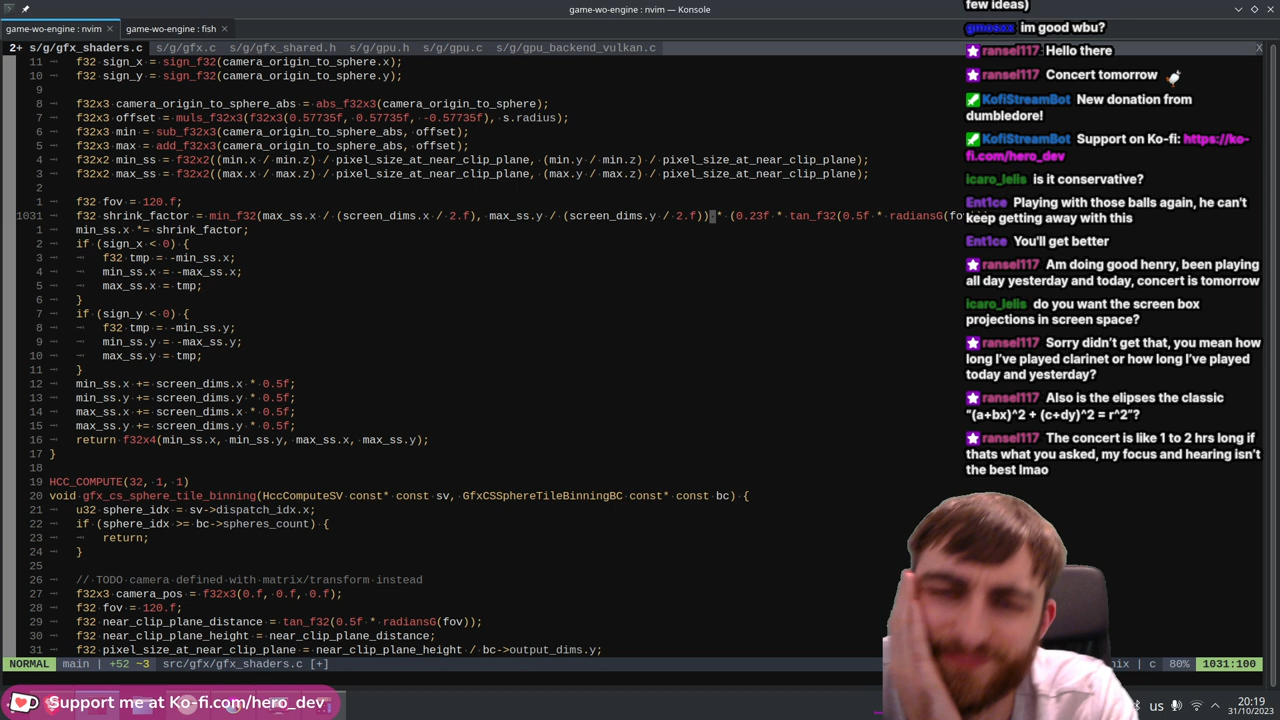 game-wo-engine : nvim — Konsole
game-wo-engine : nvim
game-wo-engine : fish
2+ s/g/gfx_shaders.c s/g/gfx.c s/g/gfx_shared.h s/g/gpu.h s/g/gpu.c s/g/gpu_backend_vulkan.c X
11 f32 sign_x = sign_f32(camera_origin_to_sphere.x);
10 f32 sign_y = sign_f32(camera_origin_to_sphere.y);
9
8 f32x3 camera_origin_to_sphere_abs = abs_f32x3(camera_origin_to_sphere);
7 f32x3 offset = muls_f32x3(f32x3(0.57735f, 0.57735f, -0.57735f), s.radius);
6 f32x3 min = sub_f32x3(camera_origin_to_sphere_abs, offset);
5 f32x3 max = add_f32x3(camera_origin_to_sphere_abs, offset);
4 f32x2 min_ss = f32x2((min.x / min.z) / pixel_size_at_near_clip_plane, (min.y / min.z) / pixel_size_at_near_clip_plane);
3 f32x2 max_ss = f32x2((max.x / max.z) / pixel_size_at_near_clip_plane, (max.y / max.z) / pixel_size_at_near_clip_plane);
2
1 f32 fov = 120.f;
1031 f32 shrink_factor = min_f32(max_ss.x / (screen_dims.x / 2.f), max_ss.y / (screen_dims.y / 2.f)) * (0.23f * tan_f32(0.5f * radiansG(fov
1 min_ss.x *= shrink_factor;
2 if (sign_x < 0) {
3 f32 tmp = -min_ss.x;
4 min_ss.x = -max_ss.x;
5 max_ss.x = tmp;
6 }
7 if (sign_y < 0) {
8 f32 tmp = -min_ss.y;
9 min_ss.y = -max_ss.y;
10 max_ss.y = tmp;
11 }
12 min_ss.x += screen_dims.x * 0.5f;
13 min_ss.y += screen_dims.y * 0.5f;
14 max_ss.x += screen_dims.x * 0.5f;
15 max_ss.y += screen_dims.y * 0.5f;
16 return f32x4(min_ss.x, min_ss.y, max_ss.x, max_ss.y);
17 }
18
19 HCC_COMPUTE(32, 1, 1)
20 void gfx_cs_sphere_tile_binning(HccComputeSV const* const sv, GfxCSSphereTileBinningBC const* const bc) {
21 u32 sphere_idx = sv->dispatch_idx.x;
22 if (sphere_idx >= bc->spheres_count) {
23 return;
24 }
25
26 // TODO camera defined with matrix/transform instead
27 f32x3 camera_pos = f32x3(0.f, 0.f, 0.f);
28 f32 fov = 120.f;
29 f32 near_clip_plane_distance = tan_f32(0.5f * radiansG(fov));
30 f32 near_clip_plane_height = near_clip_plane_distance;
31 f32 pixel_size_at_near_clip_plane = near_clip_plane_height / bc->output_dims.y;
NORMAL main | +52 ~3 src/gfx/gfx_shaders.c [+] nix | c 80% 1031:100
few ideas)
gmosxx im good wbu?
ransel117 Hello there
ransel117 Concert tomorrow
KofiStreamBot New donation from
dumbledore!
KofiStreamBot Support on Ko-fi: https://ko-
fi.com/hero_dev
icaro_lelis is it conservative?
Ent1ce Playing with those balls again, he can't
keep getting away with this
Ent1ce You'll get better
ransel117 Am doing good henry, been playing
all day yesterday and today, concert is tomorrow
icaro_lelis do you want the screen box
projections in screen space?
ransel117 Sorry didn't get that, you mean how
long I've played clarinet or how long I've played
today and yesterday?
ransel117 Also is the elipses the classic
"(a+bx)^2 + (c+dy)^2 = r^2"?
ransel117 The concert is like 1 to 2 hrs long if
thats what you asked, my focus and hearing isn't
the best lmao
Support me at Ko-fi.com/hero_dev
us
20:19
31/10/2023